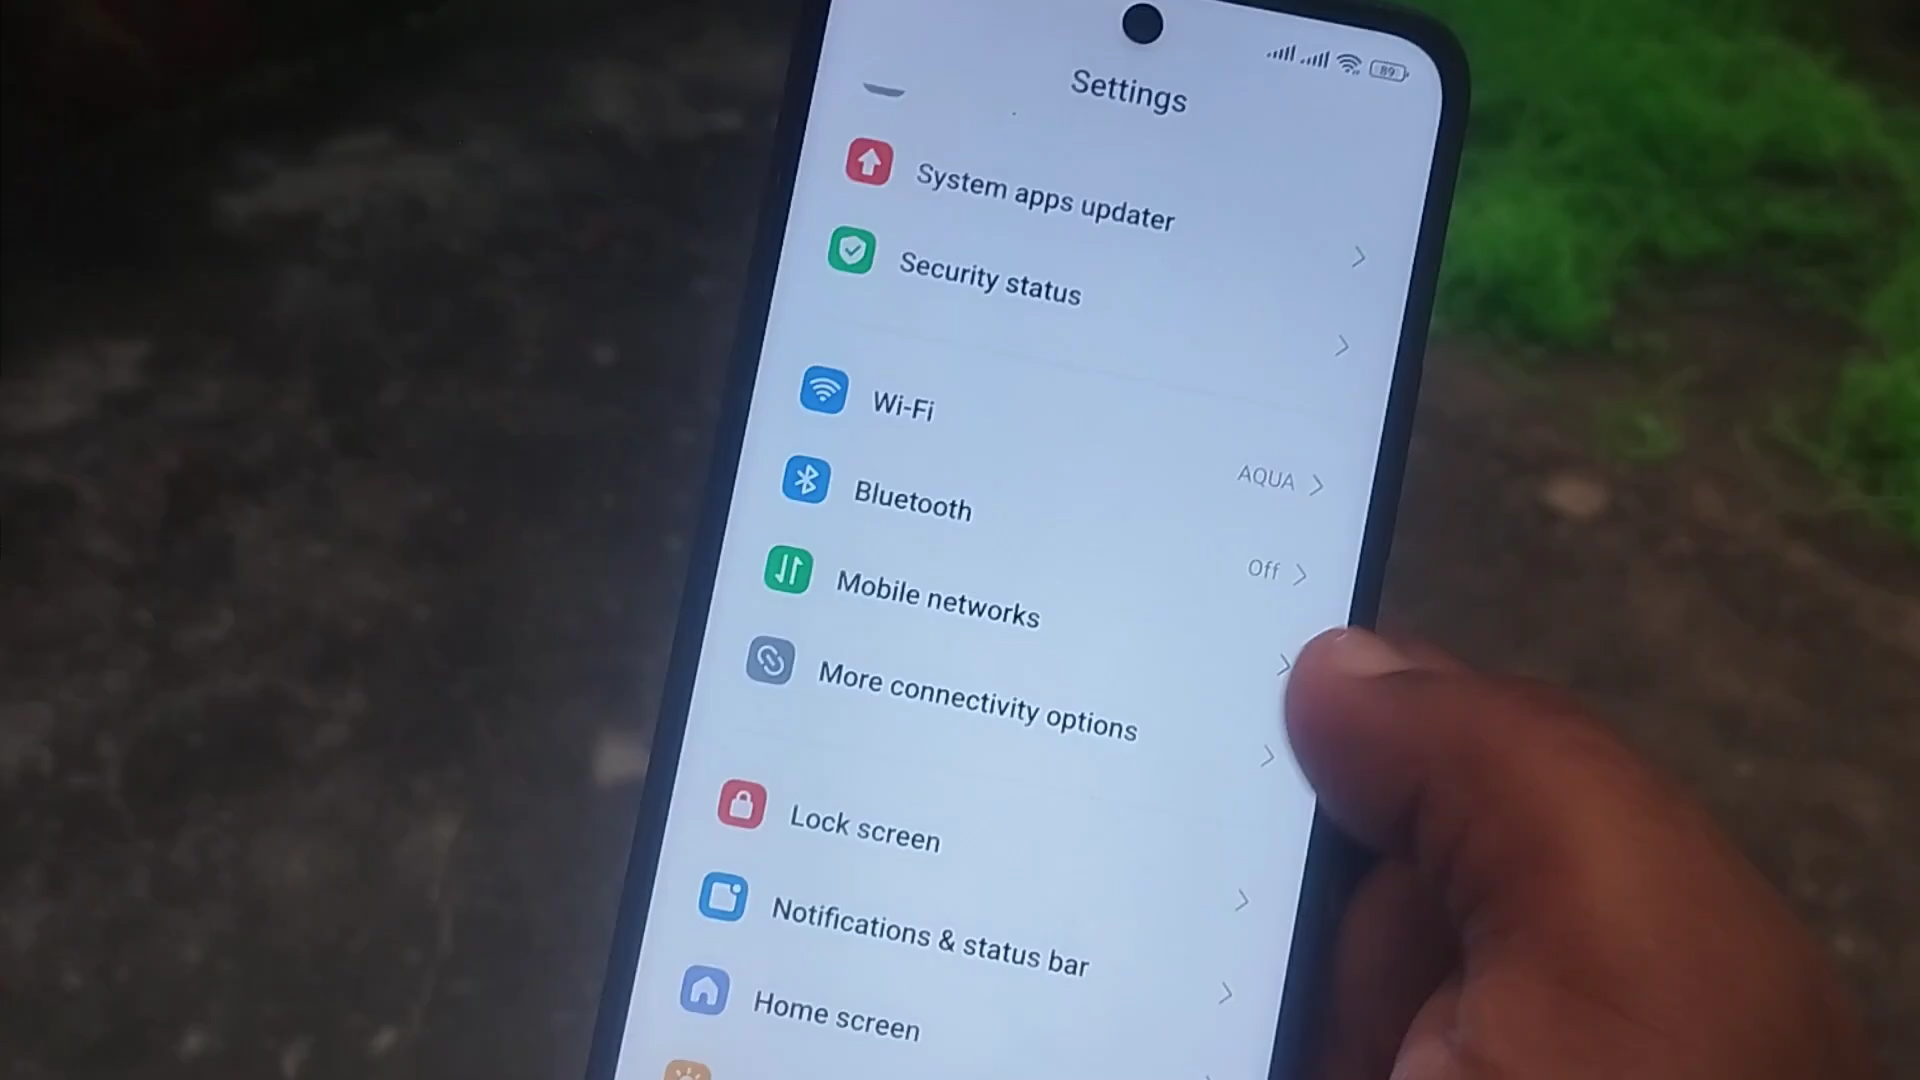 89
Settings
System apps updater
Security status
Wi-Fi
AQUA
Bluetooth
Off
Mobile networks
More connectivity options
Lock screen
Notifications & status bar
Home screen